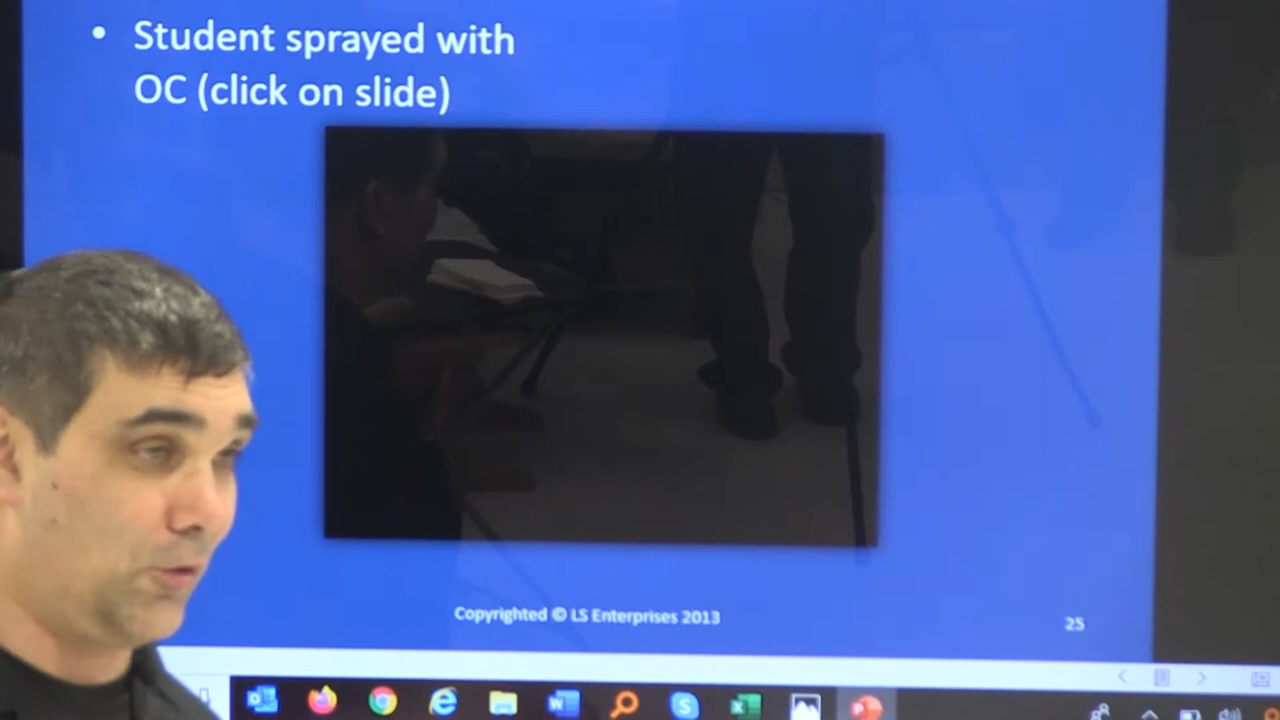 • Student sprayed with
OC (click on slide)
Copyrighted © LS Enterprises 2013
25